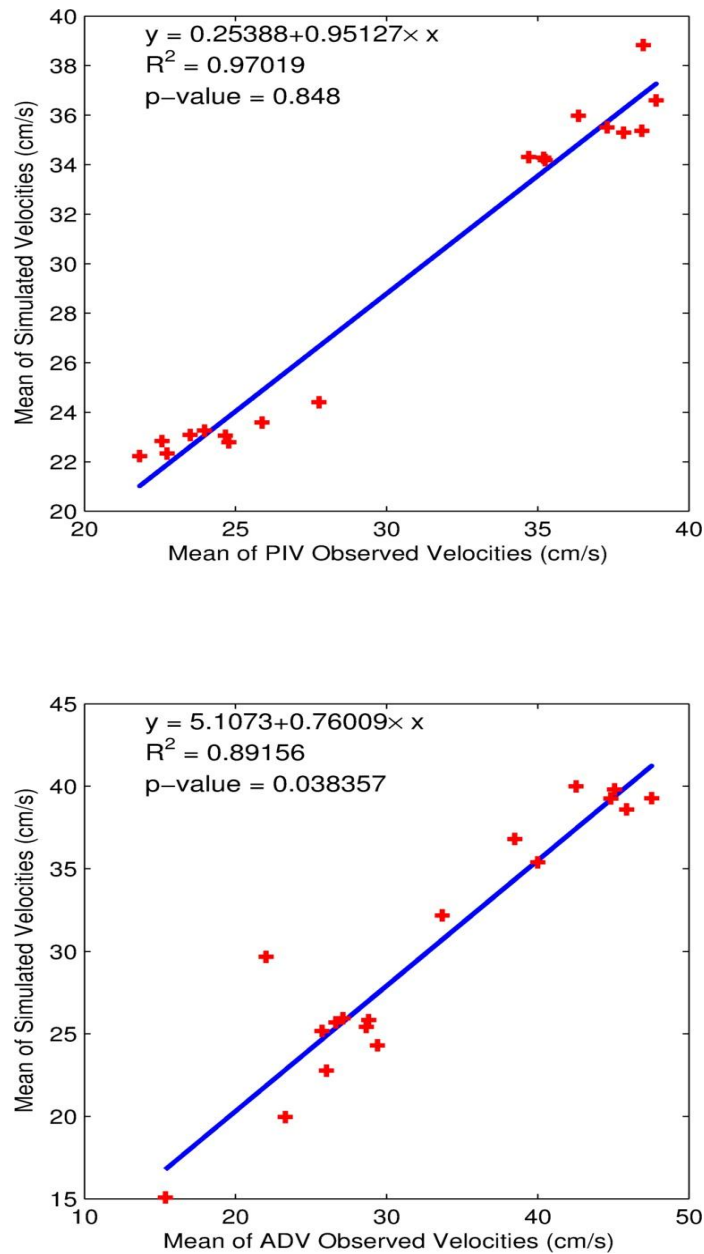 y = 0.25388+0.95127× x
R² = 0.97019
p−value = 0.848
Mean of Simulated Velocities (cm/s)
40
38
36
34
32
30
28
26
24
22
20
20 25 30 35 40
Mean of PIV Observed Velocities (cm/s)
y = 5.1073+0.76009× x
R² = 0.89156
p−value = 0.038357
Mean of Simulated Velocities (cm/s)
45
40
35
30
25
20
15
10 20 30 40 50
Mean of ADV Observed Velocities (cm/s)